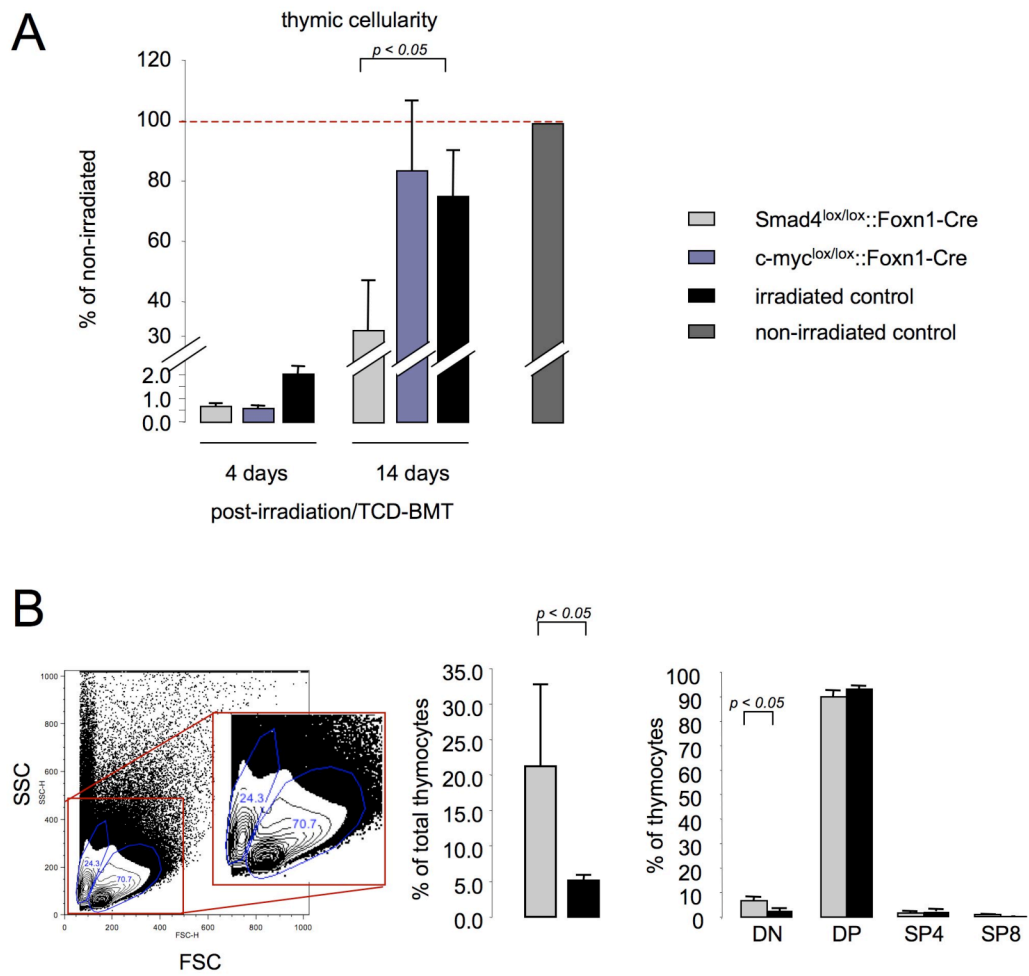 A
thymic cellularity
p < 0.05
% of non-irradiated
120
100
80
60
40
30
2.0
1.0
0.0
4 days
14 days
post-irradiation/TCD-BMT
Smad4lox/lox::Foxn1-Cre
c-myclox/lox::Foxn1-Cre
irradiated control
non-irradiated control
B
SSC
SSC-H
1000
800
600
400
200
0
24.3
70.7
24.3
70.7
0
200
400
600
800
1000
FSC-H
FSC
p < 0.05
% of total thymocytes
35.0
30.0
25.0
20.0
15.0
10.0
5.0
0.0
p < 0.05
% of thymocytes
100
90
80
70
60
50
40
30
20
10
0
DN
DP
SP4
SP8